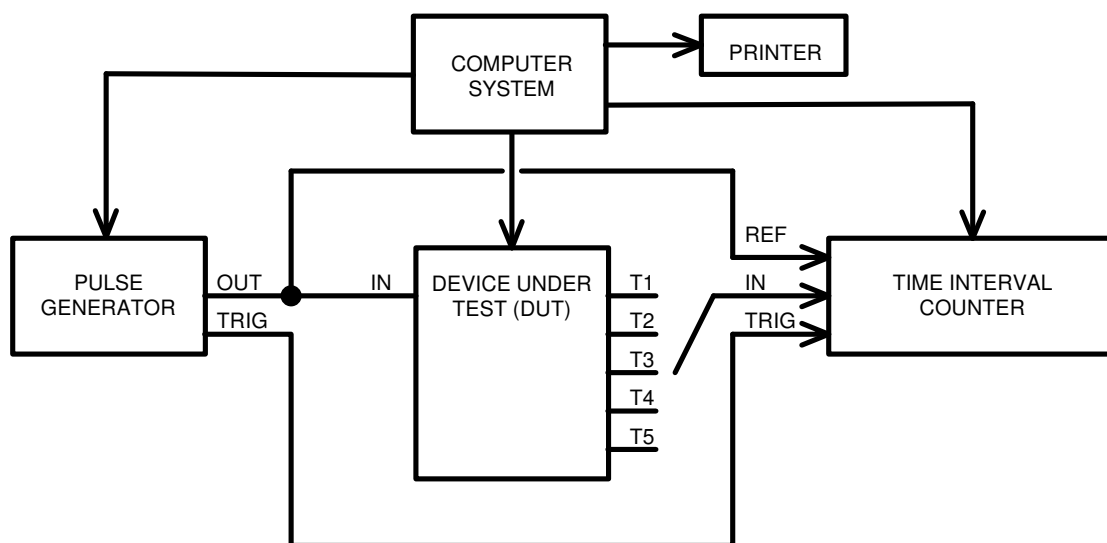 COMPUTER
SYSTEM
PRINTER
PULSE
GENERATOR
OUT
TRIG
IN
DEVICE UNDER
TEST (DUT)
T1
T2
T3
T4
T5
REF
IN
TRIG
TIME INTERVAL
COUNTER